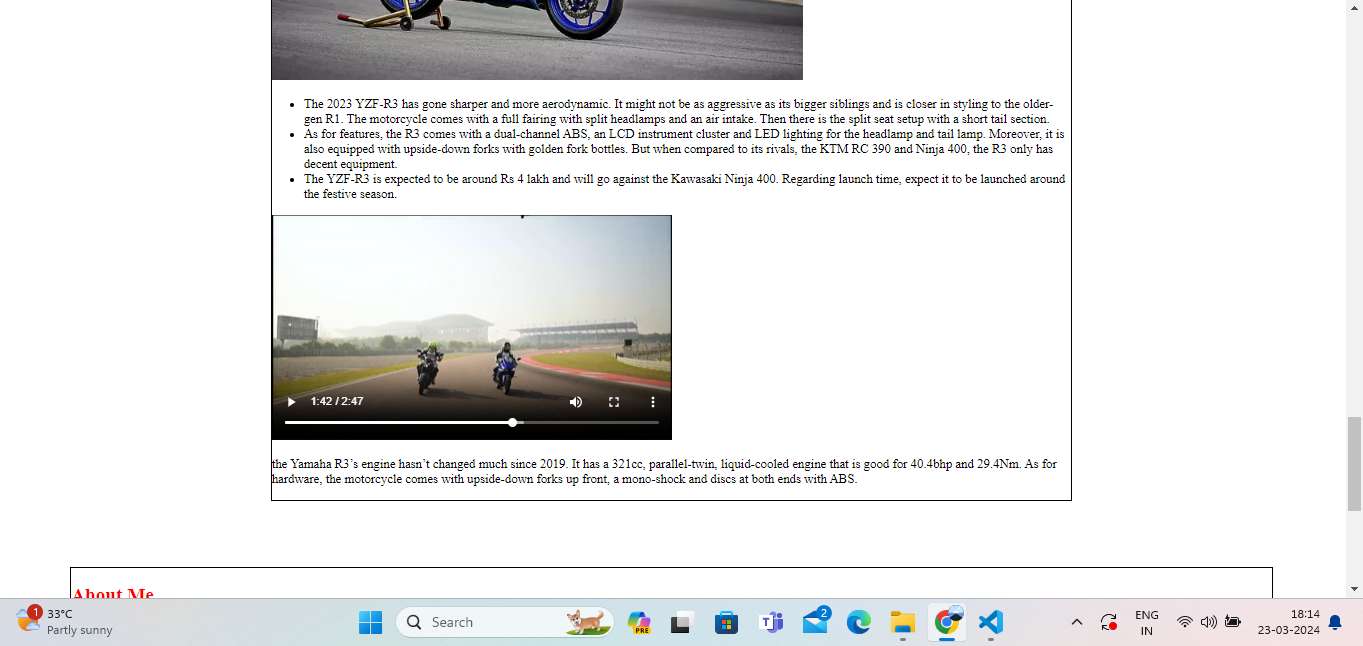 The 2023 YZF-R3 has gone sharper and more aerodynamic. It might not be as aggressive as its bigger siblings and is closer in styling to the older-
gen R1. The motorcycle comes with a full fairing with split headlamps and an air intake. Then there is the split seat setup with a short tail section.
As for features, the R3 comes with a dual-channel ABS, an LCD instrument cluster and LED lighting for the headlamp and tail lamp. Moreover, it is
also equipped with upside-down forks with golden fork bottles. But when compared to its rivals, the KTM RC 390 and Ninja 400, the R3 only has
decent equipment.
The YZF-R3 is expected to be around Rs 4 lakh and will go against the Kawasaki Ninja 400. Regarding launch time, expect it to be launched around
the festive season.
1:42 / 2:47
the Yamaha R3’s engine hasn’t changed much since 2019. It has a 321cc, parallel-twin, liquid-cooled engine that is good for 40.4bhp and 29.4Nm. As for
hardware, the motorcycle comes with upside-down forks up front, a mono-shock and discs at both ends with ABS.
About Me
1
33°C
Partly sunny
Search
PRE
T
2
ENG
IN
18:14
23-03-2024